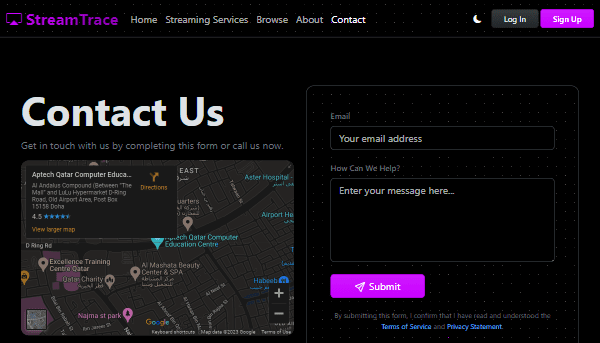 StreamTrace Home Streaming Services Browse About Contact Log In Sign Up
Contact Us
Get in touch with us by completing this form or call us now.
Aptech Qatar Computer Educa...
Al Andalus Compound (Between "The
Mall" and LuLu Hypermarket D-Ring
Road, Old Airport Area, Post Box
15158 Doha
Directions
4.5
View larger map
EAST
Aster Hospital -
Airport Ha
Aptech Qatar Computer
Education Centre
D Ring Rd
Excellence Training
Centre Qatar
Al Mashata Beauty
Center & SPA
Qatar Charity
Habeeb
Najma st park
Google
Keyboard shortcuts Map data ©2023 Google Terms of Use
Email
Your email address
How Can We Help?
Enter your message here...
Submit
By submitting this form, I confirm that I have read and understood the
Terms of Service and Privacy Statement.